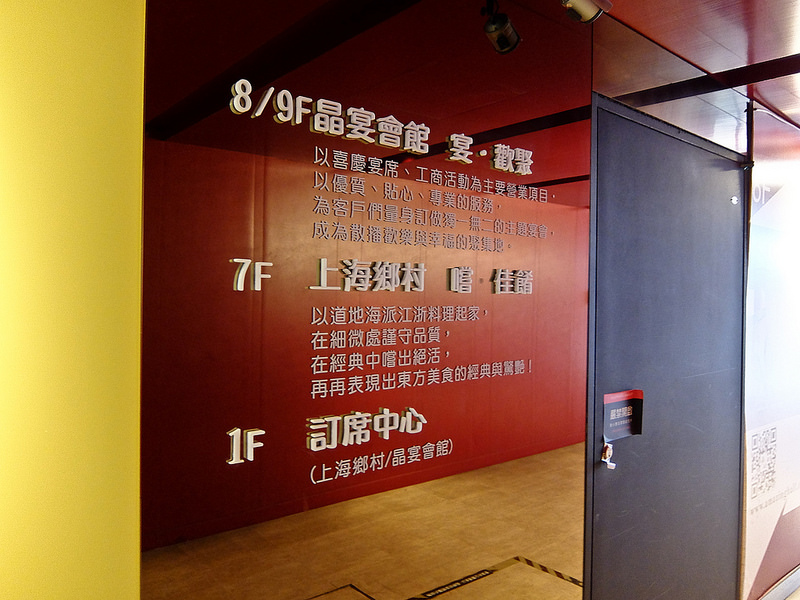 8/9F 晶宴會館 宴·歡聚
以喜慶宴席、工商活動為主要營業項目,
以優質、貼心、專業的服務,
為客戶們量身訂做獨一無二的主題宴會,
成為散播歡樂與幸福的聚集地。
7F 上海鄉村 嚐·佳餚
以道地海派江浙料理起家,
在細微處謹守品質,
在經典中嚐出絕活,
再再表現出東方美食的經典與驚艷!
1F 訂席中心
(上海鄉村/晶宴會館)